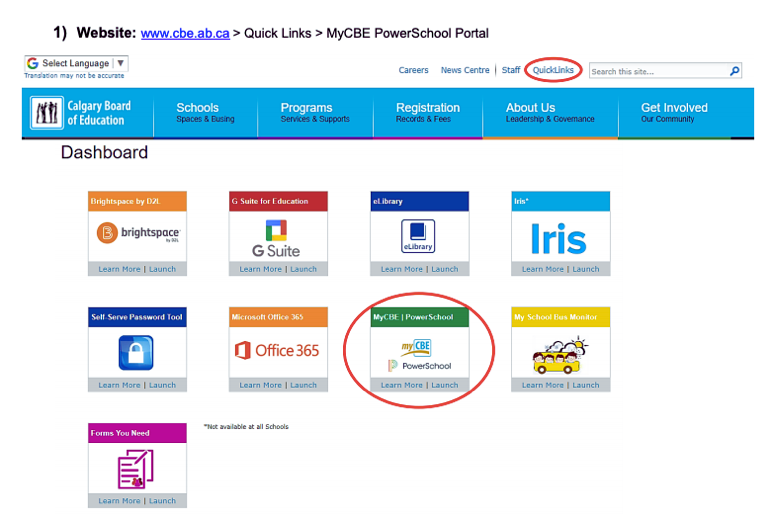 1) Website: www.cbe.ab.ca > Quick Links > MyCBE PowerSchool Portal
G Select Language | ▼
Translation may not be accurate
Careers News Centre | Staff QuickLinks Search this site...
Calgary Board
of Education
Schools
Spaces & Busing
Programs
Services & Supports
Registration
Records & Fees
About Us
Leadership & Governance
Get Involved
Our Community
Dashboard
Brightspace by D2L
B brightspace
by D2L
Learn More | Launch
G Suite for Education
G Suite
Learn More | Launch
eLibrary
eLibrary
Learn More | Launch
Iris*
Iris
Learn More | Launch
Self-Serve Password Tool
Learn More | Launch
Microsoft Office 365
Office 365
Learn More | Launch
MyCBE | PowerSchool
my CBE
PowerSchool
Learn More | Launch
My School Bus Monitor
Learn More | Launch
Forms You Need
Learn More | Launch
*Not available at all Schools